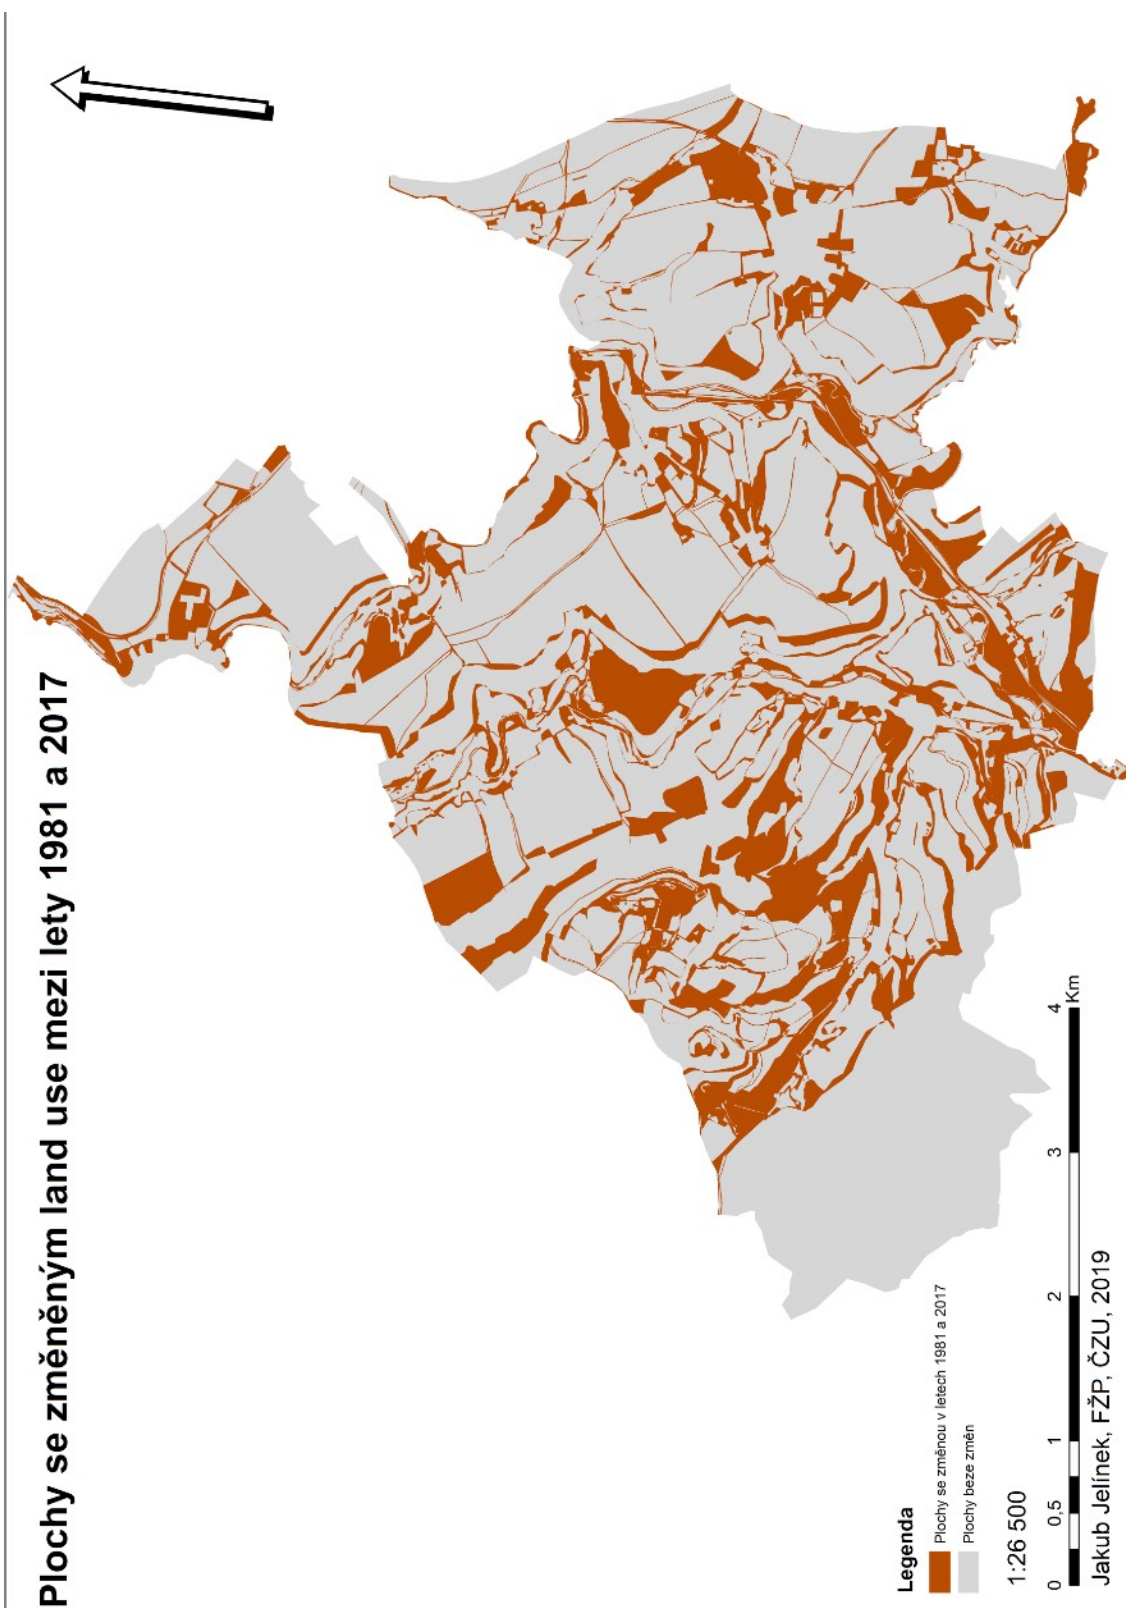 Plochy se změněným land use mezi lety 1981 a 2017
Legenda
Plochy se změnou v letech 1981 a 2017
Plochy beze změn
1:26 500
0 0,5 1 2 3 4
Km
Jakub Jelínek, FŽP, ČZU, 2019